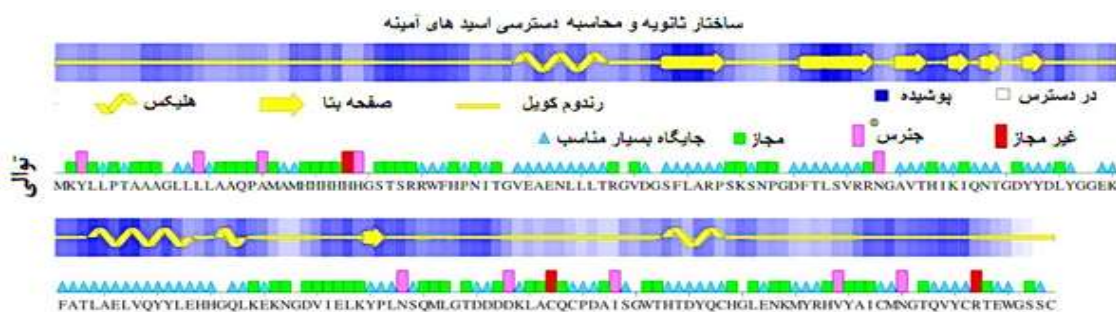 ساختار ثانویه و محاسبه دسترسی اسید های آمینه
در دسترس پوشیده رندوم کویل صفحه بتا هلیکس
غیر مجاز جنرس مجاز جایگاه بسیار مناسب
توالی
MKYLLPTAAAGLLLLAAQPAMAMHHHHHHGSTSRRWFHPNITGVEAENLLLTRGVDGSFLARPSKSNPGDFTLSVRRNGAVTHIKIQNTGDYYDLYGGEK
FATLAELVQYYLEHHGQLKEKNGDVIELKYPLNSQMLGTDDDDKLACQCPDAISGWTHTDYQCHGLENKMYRHVYAICMNGTQVYCRTEWGSSC